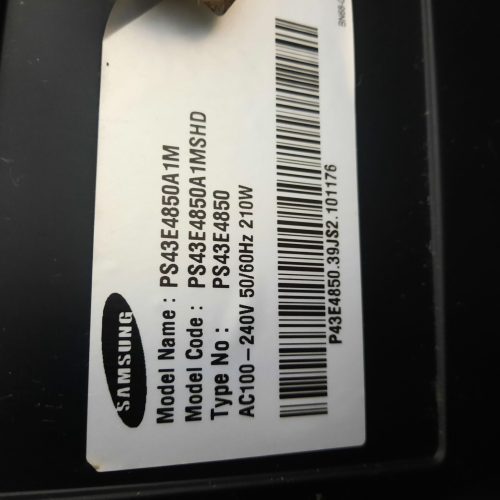 SAMSUNG
Model Name : PS43E4850A1M
Model Code : PS43E4850A1MSHD
Type No : PS43E4850
AC100-240V 50/60Hz 210W
P43E4850.39JS2.101176